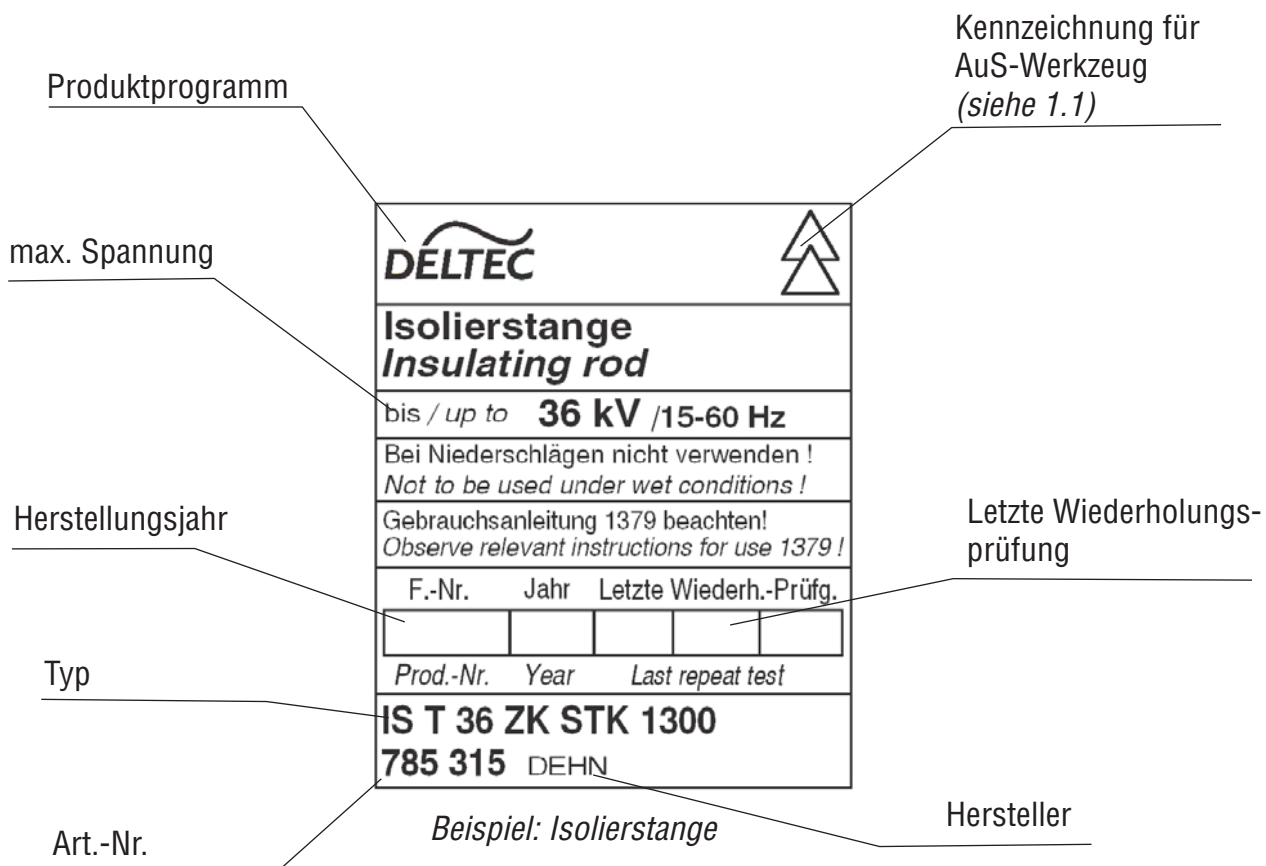 Kennzeichnung für
AuS-Werkzeug
(siehe 1.1)
Produktprogramm
max. Spannung
DELTEC
Isolierstange
Insulating rod
bis / up to 36 kV /15-60 Hz
Bei Niederschlägen nicht verwenden !
Not to be used under wet conditions !
Gebrauchsanleitung 1379 beachten!
Observe relevant instructions for use 1379 !
Herstellungsjahr
Letzte Wiederholungs-
prüfung
F.-Nr. Jahr Letzte Wiederh.-Prüfg.
Prod.-Nr. Year Last repeat test
Typ
IS T 36 ZK STK 1300
785 315 DEHN
Hersteller
Art.-Nr.
Beispiel: Isolierstange